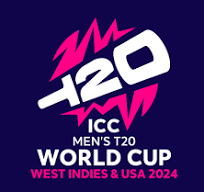 T20
ICC
MEN'S T20
WORLD CUP
WEST INDIES & USA 2024